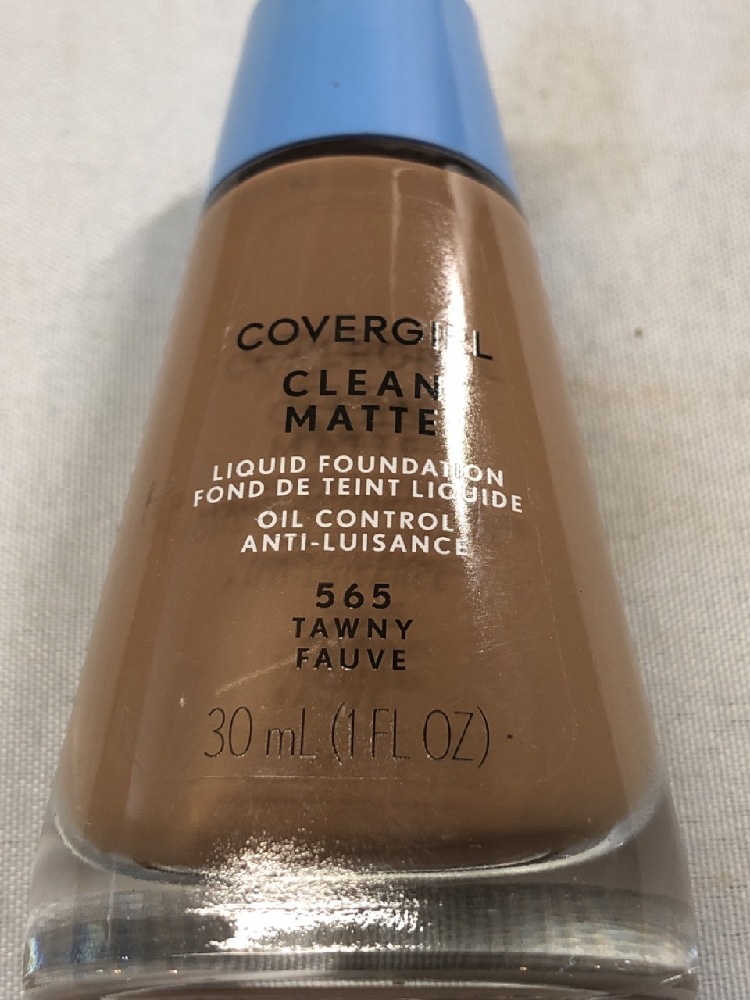 COVERGIRL
CLEAN
MATTE
LIQUID FOUNDATION
FOND DE TEINT LIQUIDE
OIL CONTROL
ANTI-LUISANCE
565
TAWNY
FAUVE
30 mL (1 FL OZ)